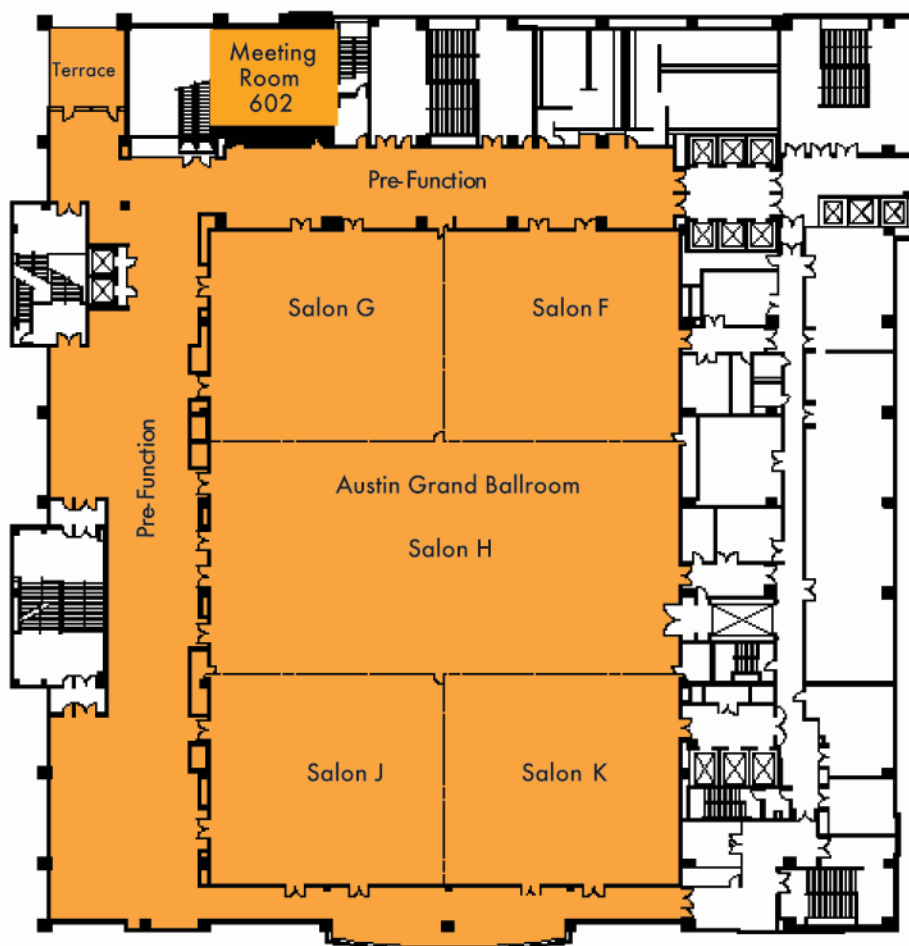 Terrace
Meeting
Room
602
Pre-Function
Salon G
Salon F
Pre-Function
Austin Grand Ballroom
Salon H
Salon J
Salon K